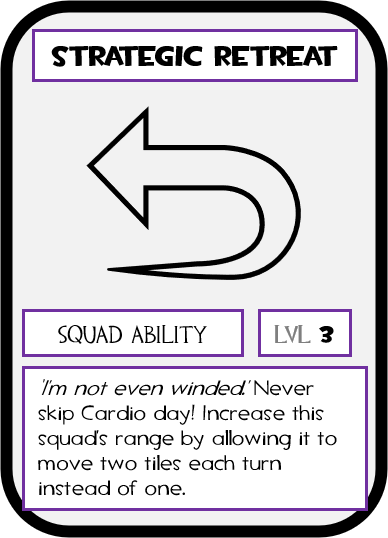 STRATEGIC RETREAT
SQUAD ABILITY
LVL 3
'I'm not even winded.' Never
skip Cardio day! Increase this
squad's range by allowing it to
move two tiles each turn
instead of one.